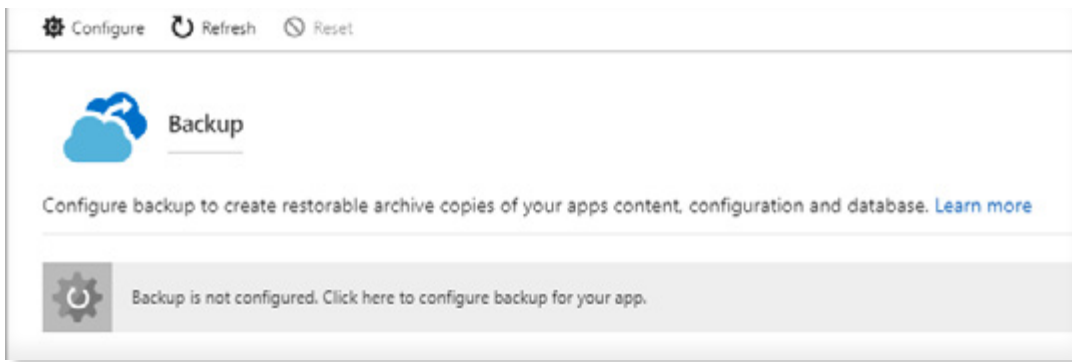 Configure Refresh Reset
Backup
Configure backup to create restorable archive copies of your apps content, configuration and database. Learn more
Backup is not configured. Click here to configure backup for your app.